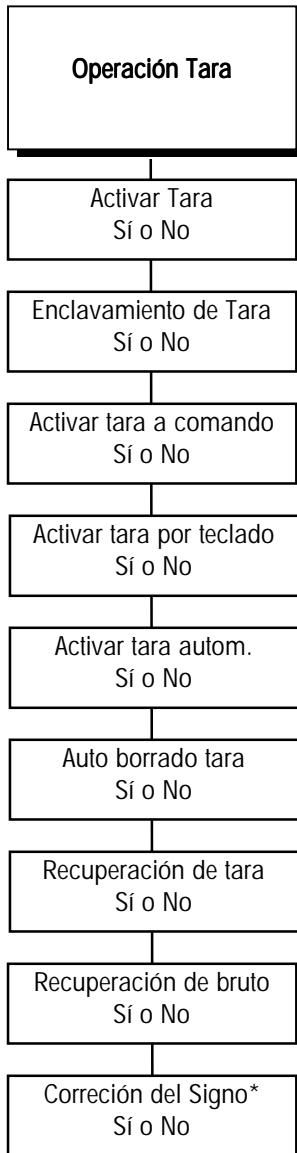 Operación Tara
Activar Tara
Sí o No
Enclavamiento de Tara
Sí o No
Activar tara a comando
Sí o No
Activar tara por teclado
Sí o No
Activar tara autom.
Sí o No
Auto borrado tara
Sí o No
Recuperación de tara
Sí o No
Recuperación de bruto
Sí o No
Correción del Signo*
Sí o No